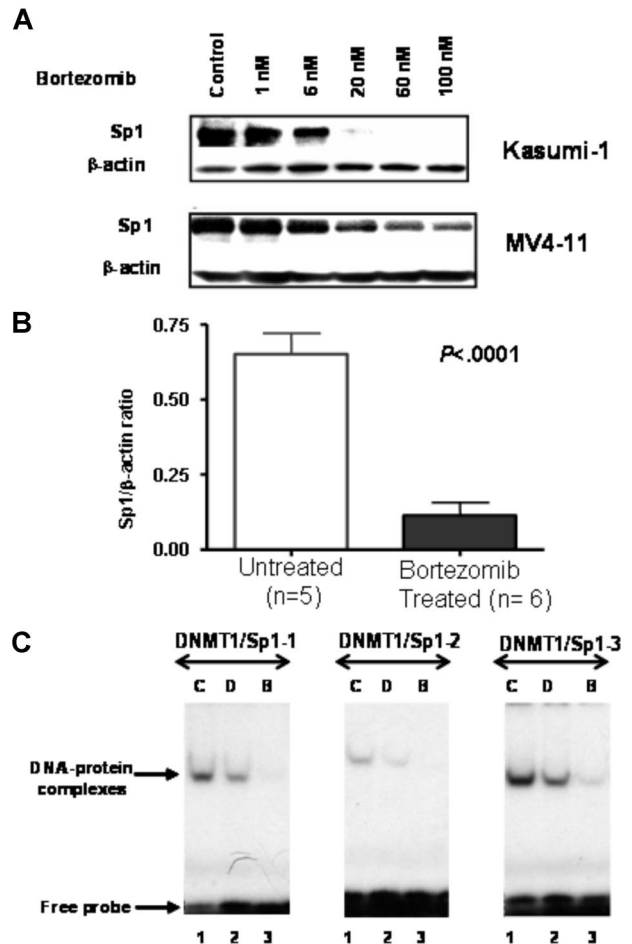 A
Bortezomib
Control
1 nM
6 nM
20 nM
60 nM
100 nM
Sp1
β-actin
Kasumi-1
Sp1
β-actin
MV4-11
B
Sp1/β-actin ratio
0.75
0.50
0.25
0.00
P<.0001
Untreated
(n=5)
Bortezomib
Treated (n= 6)
C
DNMT1/Sp1-1
DNMT1/Sp1-2
DNMT1/Sp1-3
C D B
C D B
C D B
DNA-protein
complexes
Free probe
1 2 3
1 2 3
1 2 3